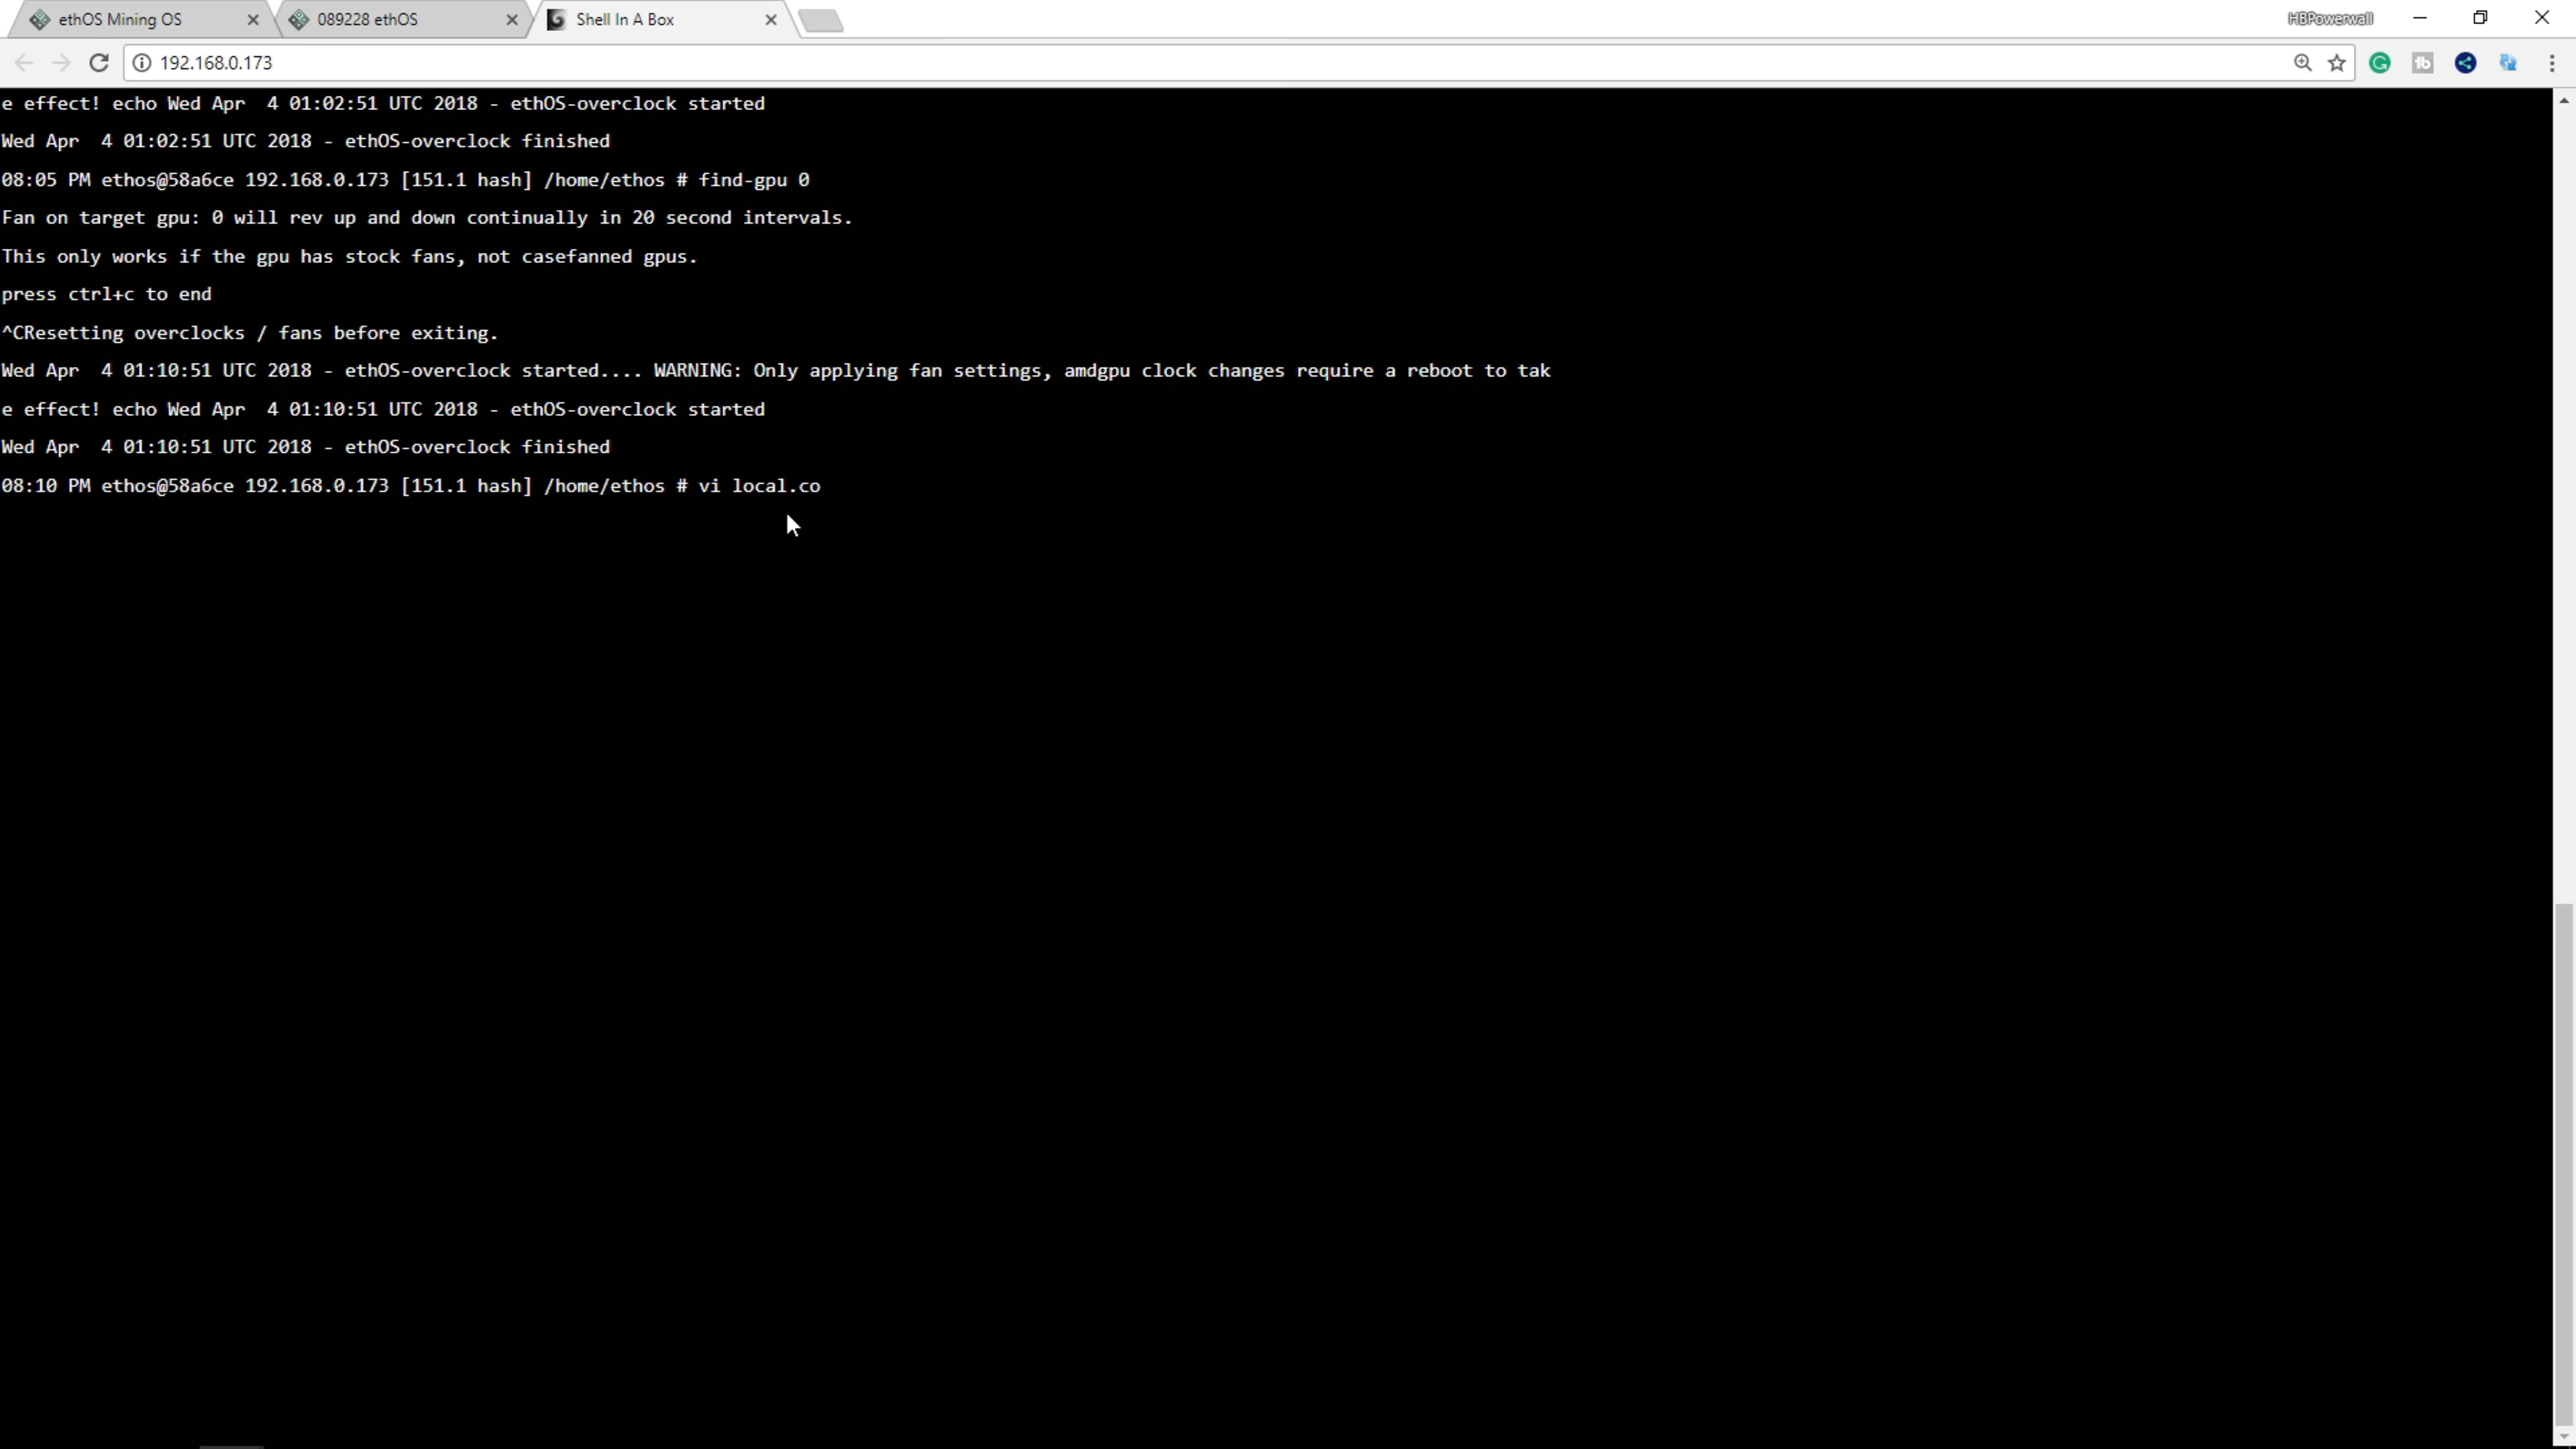 ethOS Mining OS
089228 ethOS
Shell In A Box
HBPowerwall
192.168.0.173
e effect! echo Wed Apr  4 01:02:51 UTC 2018 - ethOS-overclock started
Wed Apr  4 01:02:51 UTC 2018 - ethOS-overclock finished
08:05 PM ethos@58a6ce 192.168.0.173 [151.1 hash] /home/ethos # find-gpu 0
Fan on target gpu: 0 will rev up and down continually in 20 second intervals.
This only works if the gpu has stock fans, not casefanned gpus.
press ctrl+c to end
^CResetting overclocks / fans before exiting.
Wed Apr  4 01:10:51 UTC 2018 - ethOS-overclock started.... WARNING: Only applying fan settings, amdgpu clock changes require a reboot to tak
e effect! echo Wed Apr  4 01:10:51 UTC 2018 - ethOS-overclock started
Wed Apr  4 01:10:51 UTC 2018 - ethOS-overclock finished
08:10 PM ethos@58a6ce 192.168.0.173 [151.1 hash] /home/ethos # vi local.co